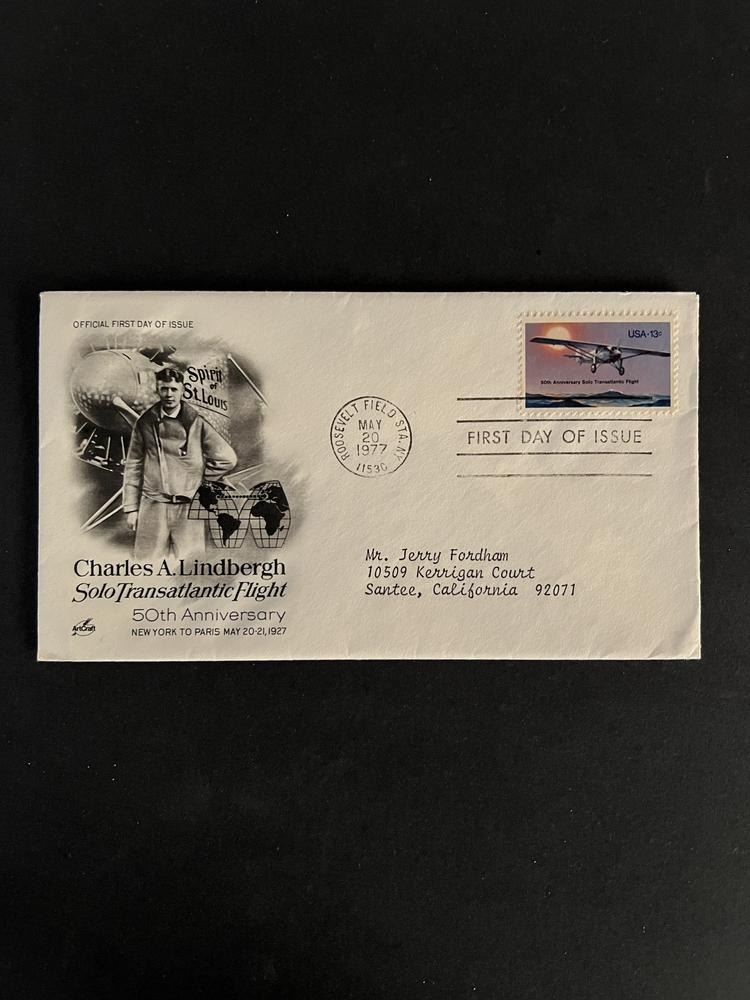 OFFICIAL FIRST DAY OF ISSUE
Spirit
of
St. Louis
Charles A. Lindbergh
Solo Transatlantic Flight
50th Anniversary
NEW YORK TO PARIS MAY 20-21, 1927
ArtCraft
ROOSEVELT FIELD STA. NY
MAY
20
1977
11530
USA·13c
50th Anniversary Solo Transatlantic Flight
FIRST DAY OF ISSUE
Mr. Jerry Fordham
10509 Kerrigan Court
Santee, California 92071